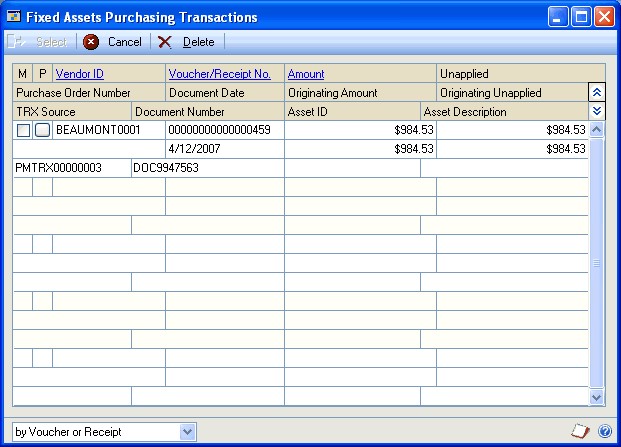 Fixed Assets Purchasing Transactions
Select Cancel Delete
M P Vendor ID Voucher/Receipt No. Amount Unapplied
Purchase Order Number Document Date Originating Amount Originating Unapplied
TRX Source Document Number Asset ID Asset Description
BEAUMONT0001 00000000000000459 $984.53 $984.53
4/12/2007 $984.53 $984.53
PMTRX00000003 DOC9947563
by Voucher or Receipt